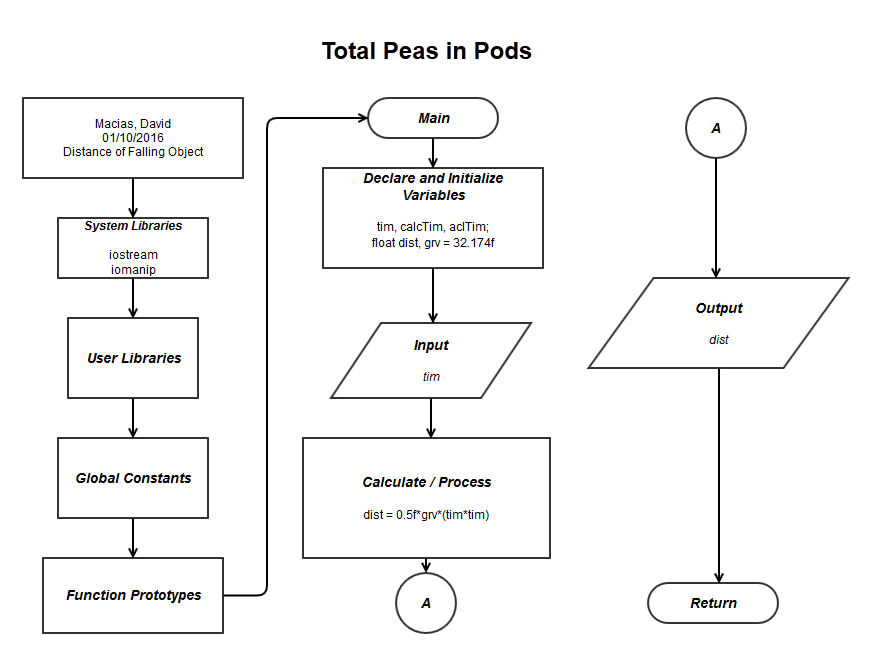 Total Peas in Pods
Macias, David
01/10/2016
Distance of Falling Object
System Libraries
iostream
iomanip
User Libraries
Global Constants
Function Prototypes
Main
Declare and Initialize
Variables
tim, calcTim, aclTim;
float dist, grv = 32.174f
Input
tim
Calculate / Process
dist = 0.5f*grv*(tim*tim)
A
A
Output
dist
Return